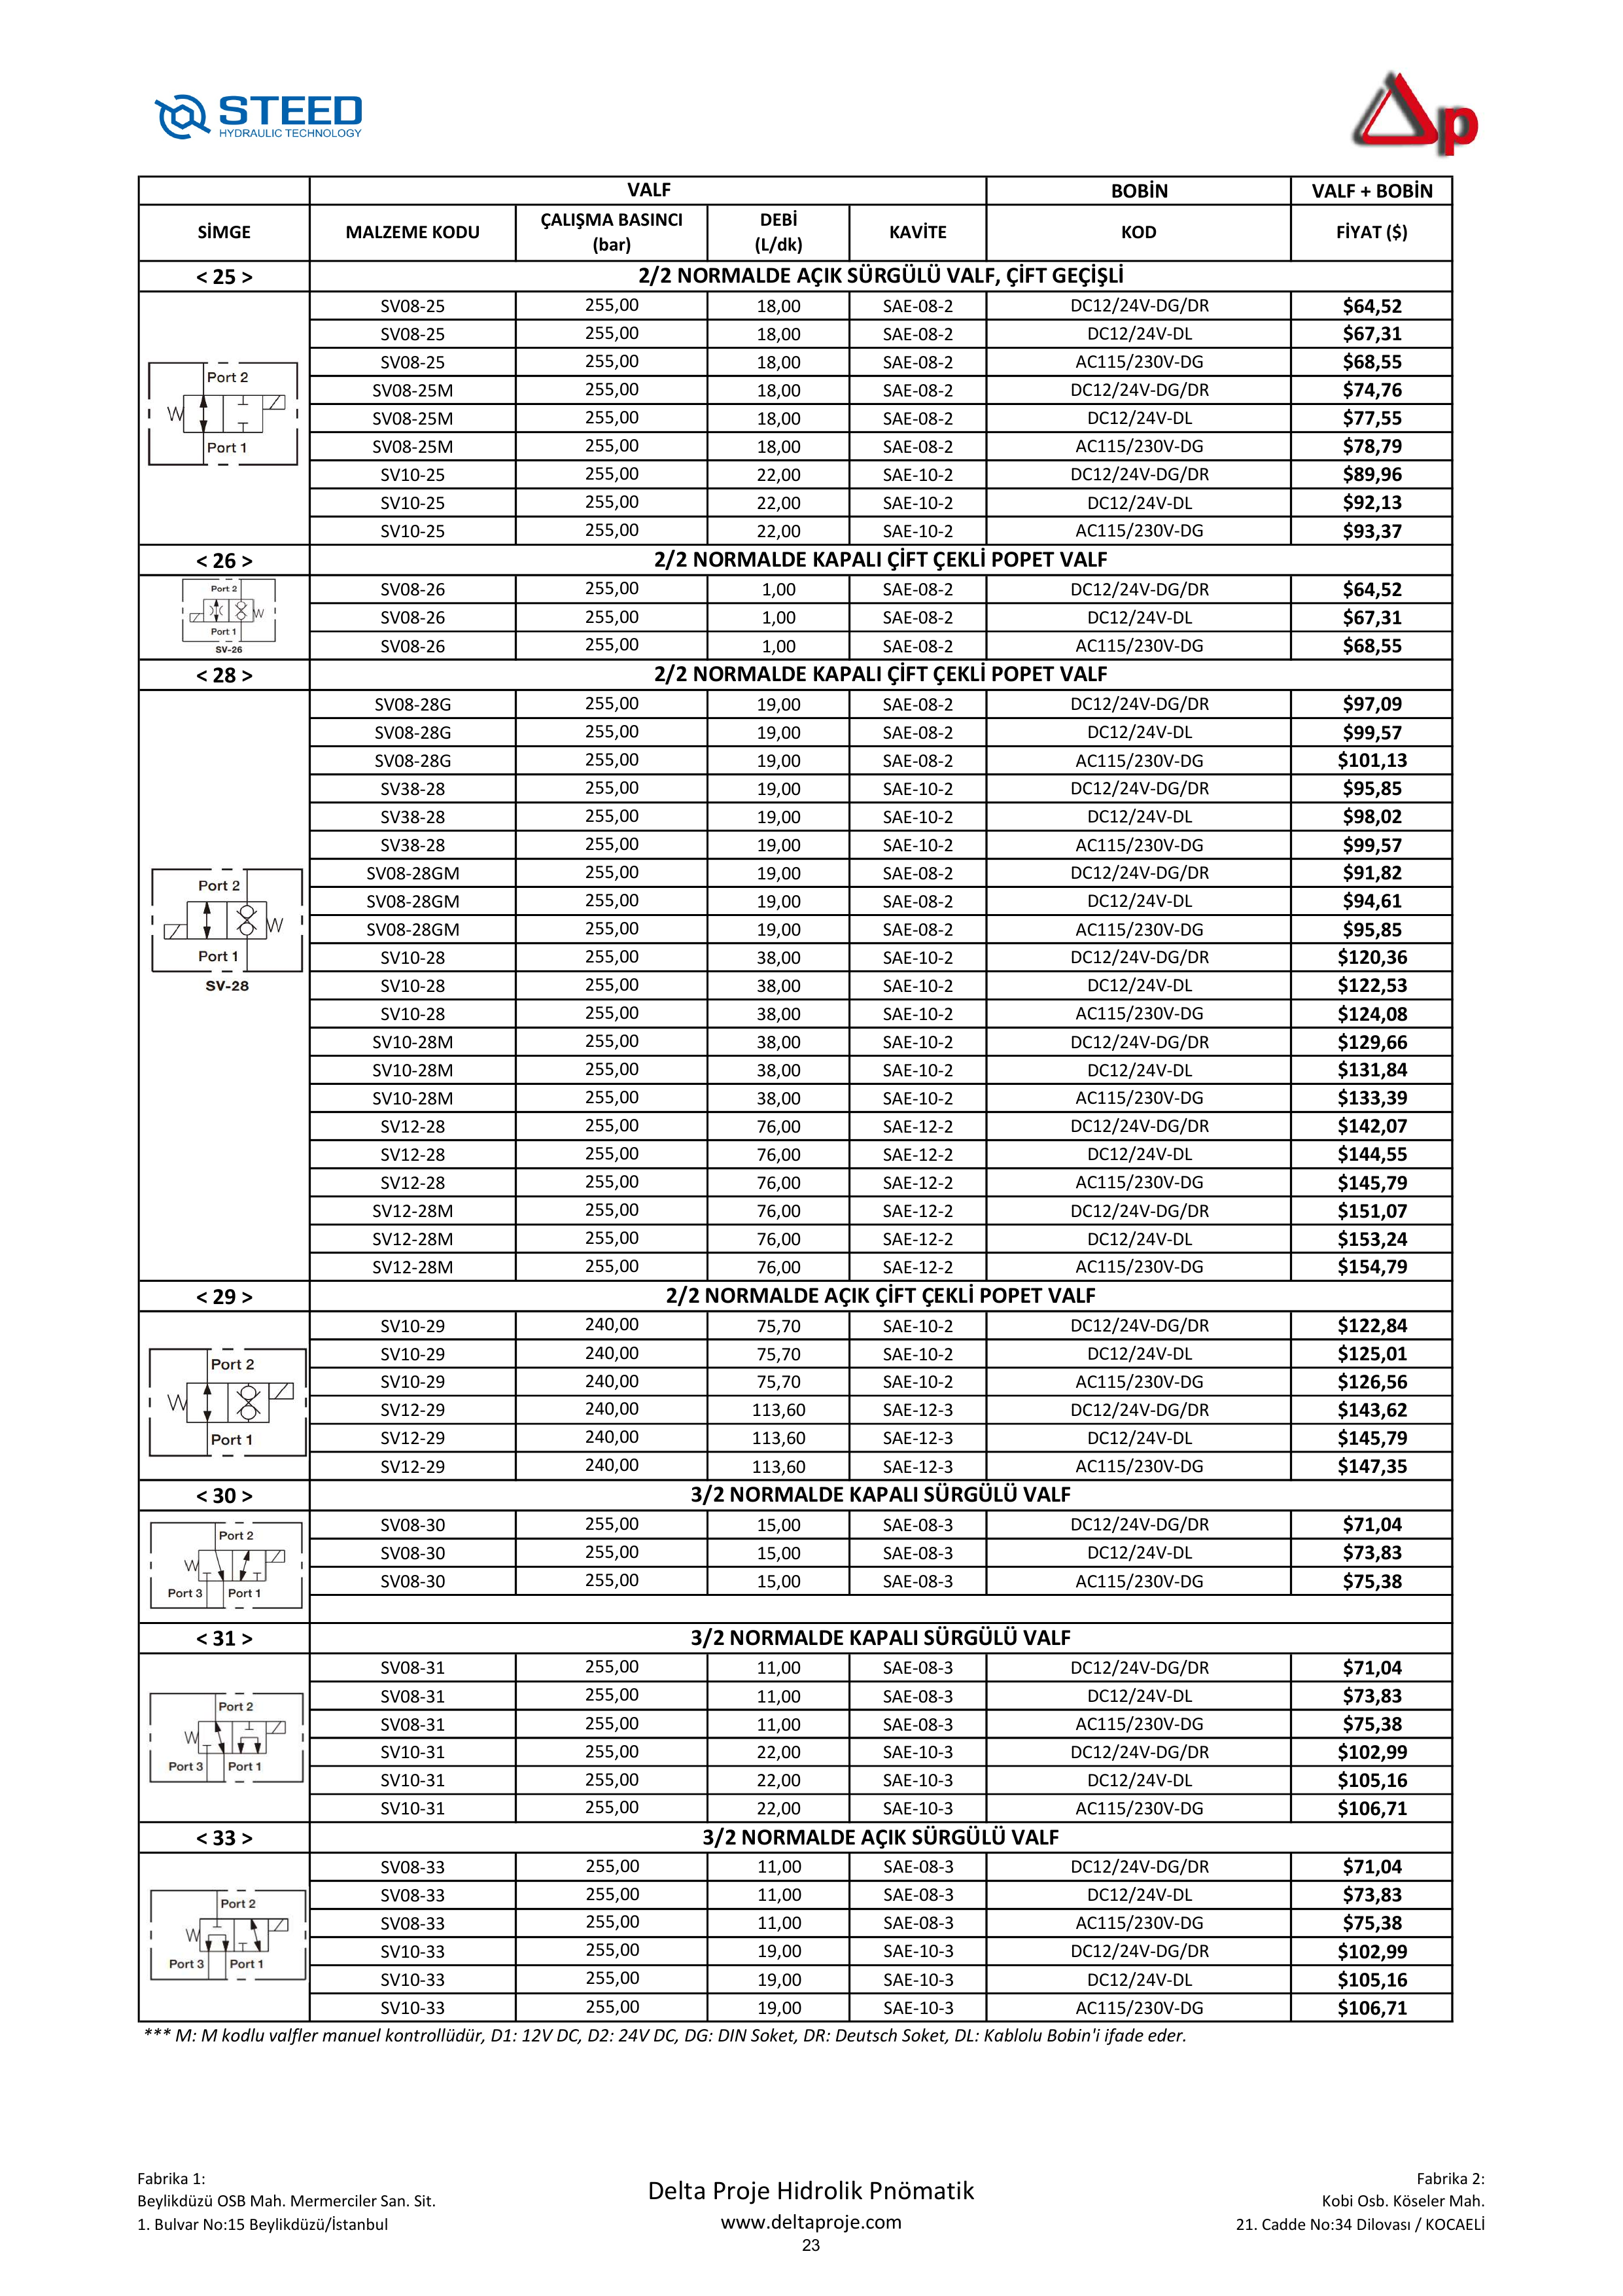 STEED
HYDRAULIC TECHNOLOGY
p
VALF BOBİN VALF + BOBİN
SİMGE MALZEME KODU ÇALIŞMA BASINCI (bar) DEBİ (L/dk) KAVİTE KOD FİYAT ($)
< 25 > 2/2 NORMALDE AÇIK SÜRGÜLÜ VALF, ÇİFT GEÇİŞLİ
Port 2
W
Port 1
SV08-25 255,00 18,00 SAE-08-2 DC12/24V-DG/DR $64,52
SV08-25 255,00 18,00 SAE-08-2 DC12/24V-DL $67,31
SV08-25 255,00 18,00 SAE-08-2 AC115/230V-DG $68,55
SV08-25M 255,00 18,00 SAE-08-2 DC12/24V-DG/DR $74,76
SV08-25M 255,00 18,00 SAE-08-2 DC12/24V-DL $77,55
SV08-25M 255,00 18,00 SAE-08-2 AC115/230V-DG $78,79
SV10-25 255,00 22,00 SAE-10-2 DC12/24V-DG/DR $89,96
SV10-25 255,00 22,00 SAE-10-2 DC12/24V-DL $92,13
SV10-25 255,00 22,00 SAE-10-2 AC115/230V-DG $93,37
< 26 > 2/2 NORMALDE KAPALI ÇİFT ÇEKLİ POPET VALF
Port 2
W
Port 1
SV-26
SV08-26 255,00 1,00 SAE-08-2 DC12/24V-DG/DR $64,52
SV08-26 255,00 1,00 SAE-08-2 DC12/24V-DL $67,31
SV08-26 255,00 1,00 SAE-08-2 AC115/230V-DG $68,55
< 28 > 2/2 NORMALDE KAPALI ÇİFT ÇEKLİ POPET VALF
Port 2
W
Port 1
SV-28
SV08-28G 255,00 19,00 SAE-08-2 DC12/24V-DG/DR $97,09
SV08-28G 255,00 19,00 SAE-08-2 DC12/24V-DL $99,57
SV08-28G 255,00 19,00 SAE-08-2 AC115/230V-DG $101,13
SV38-28 255,00 19,00 SAE-10-2 DC12/24V-DG/DR $95,85
SV38-28 255,00 19,00 SAE-10-2 DC12/24V-DL $98,02
SV38-28 255,00 19,00 SAE-10-2 AC115/230V-DG $99,57
SV08-28GM 255,00 19,00 SAE-08-2 DC12/24V-DG/DR $91,82
SV08-28GM 255,00 19,00 SAE-08-2 DC12/24V-DL $94,61
SV08-28GM 255,00 19,00 SAE-08-2 AC115/230V-DG $95,85
SV10-28 255,00 38,00 SAE-10-2 DC12/24V-DG/DR $120,36
SV10-28 255,00 38,00 SAE-10-2 DC12/24V-DL $122,53
SV10-28 255,00 38,00 SAE-10-2 AC115/230V-DG $124,08
SV10-28M 255,00 38,00 SAE-10-2 DC12/24V-DG/DR $129,66
SV10-28M 255,00 38,00 SAE-10-2 DC12/24V-DL $131,84
SV10-28M 255,00 38,00 SAE-10-2 AC115/230V-DG $133,39
SV12-28 255,00 76,00 SAE-12-2 DC12/24V-DG/DR $142,07
SV12-28 255,00 76,00 SAE-12-2 DC12/24V-DL $144,55
SV12-28 255,00 76,00 SAE-12-2 AC115/230V-DG $145,79
SV12-28M 255,00 76,00 SAE-12-2 DC12/24V-DG/DR $151,07
SV12-28M 255,00 76,00 SAE-12-2 DC12/24V-DL $153,24
SV12-28M 255,00 76,00 SAE-12-2 AC115/230V-DG $154,79
< 29 > 2/2 NORMALDE AÇIK ÇİFT ÇEKLİ POPET VALF
Port 2
W
Port 1
SV10-29 240,00 75,70 SAE-10-2 DC12/24V-DG/DR $122,84
SV10-29 240,00 75,70 SAE-10-2 DC12/24V-DL $125,01
SV10-29 240,00 75,70 SAE-10-2 AC115/230V-DG $126,56
SV12-29 240,00 113,60 SAE-12-3 DC12/24V-DG/DR $143,62
SV12-29 240,00 113,60 SAE-12-3 DC12/24V-DL $145,79
SV12-29 240,00 113,60 SAE-12-3 AC115/230V-DG $147,35
< 30 > 3/2 NORMALDE KAPALI SÜRGÜLÜ VALF
Port 2
W
Port 3 Port 1
SV08-30 255,00 15,00 SAE-08-3 DC12/24V-DG/DR $71,04
SV08-30 255,00 15,00 SAE-08-3 DC12/24V-DL $73,83
SV08-30 255,00 15,00 SAE-08-3 AC115/230V-DG $75,38
< 31 > 3/2 NORMALDE KAPALI SÜRGÜLÜ VALF
Port 2
W
Port 3 Port 1
SV08-31 255,00 11,00 SAE-08-3 DC12/24V-DG/DR $71,04
SV08-31 255,00 11,00 SAE-08-3 DC12/24V-DL $73,83
SV08-31 255,00 11,00 SAE-08-3 AC115/230V-DG $75,38
SV10-31 255,00 22,00 SAE-10-3 DC12/24V-DG/DR $102,99
SV10-31 255,00 22,00 SAE-10-3 DC12/24V-DL $105,16
SV10-31 255,00 22,00 SAE-10-3 AC115/230V-DG $106,71
< 33 > 3/2 NORMALDE AÇIK SÜRGÜLÜ VALF
Port 2
W
Port 3 Port 1
SV08-33 255,00 11,00 SAE-08-3 DC12/24V-DG/DR $71,04
SV08-33 255,00 11,00 SAE-08-3 DC12/24V-DL $73,83
SV08-33 255,00 11,00 SAE-08-3 AC115/230V-DG $75,38
SV10-33 255,00 19,00 SAE-10-3 DC12/24V-DG/DR $102,99
SV10-33 255,00 19,00 SAE-10-3 DC12/24V-DL $105,16
SV10-33 255,00 19,00 SAE-10-3 AC115/230V-DG $106,71
*** M: M kodlu valfler manuel kontrollüdür, D1: 12V DC, D2: 24V DC, DG: DIN Soket, DR: Deutsch Soket, DL: Kablolu Bobin'i ifade eder.
Fabrika 1:
Beylikdüzü OSB Mah. Mermerciler San. Sit.
1. Bulvar No:15 Beylikdüzü/İstanbul
Delta Proje Hidrolik Pnömatik
www.deltaproje.com
23
Fabrika 2:
Kobi Osb. Köseler Mah.
21. Cadde No:34 Dilovası / KOCAELİ